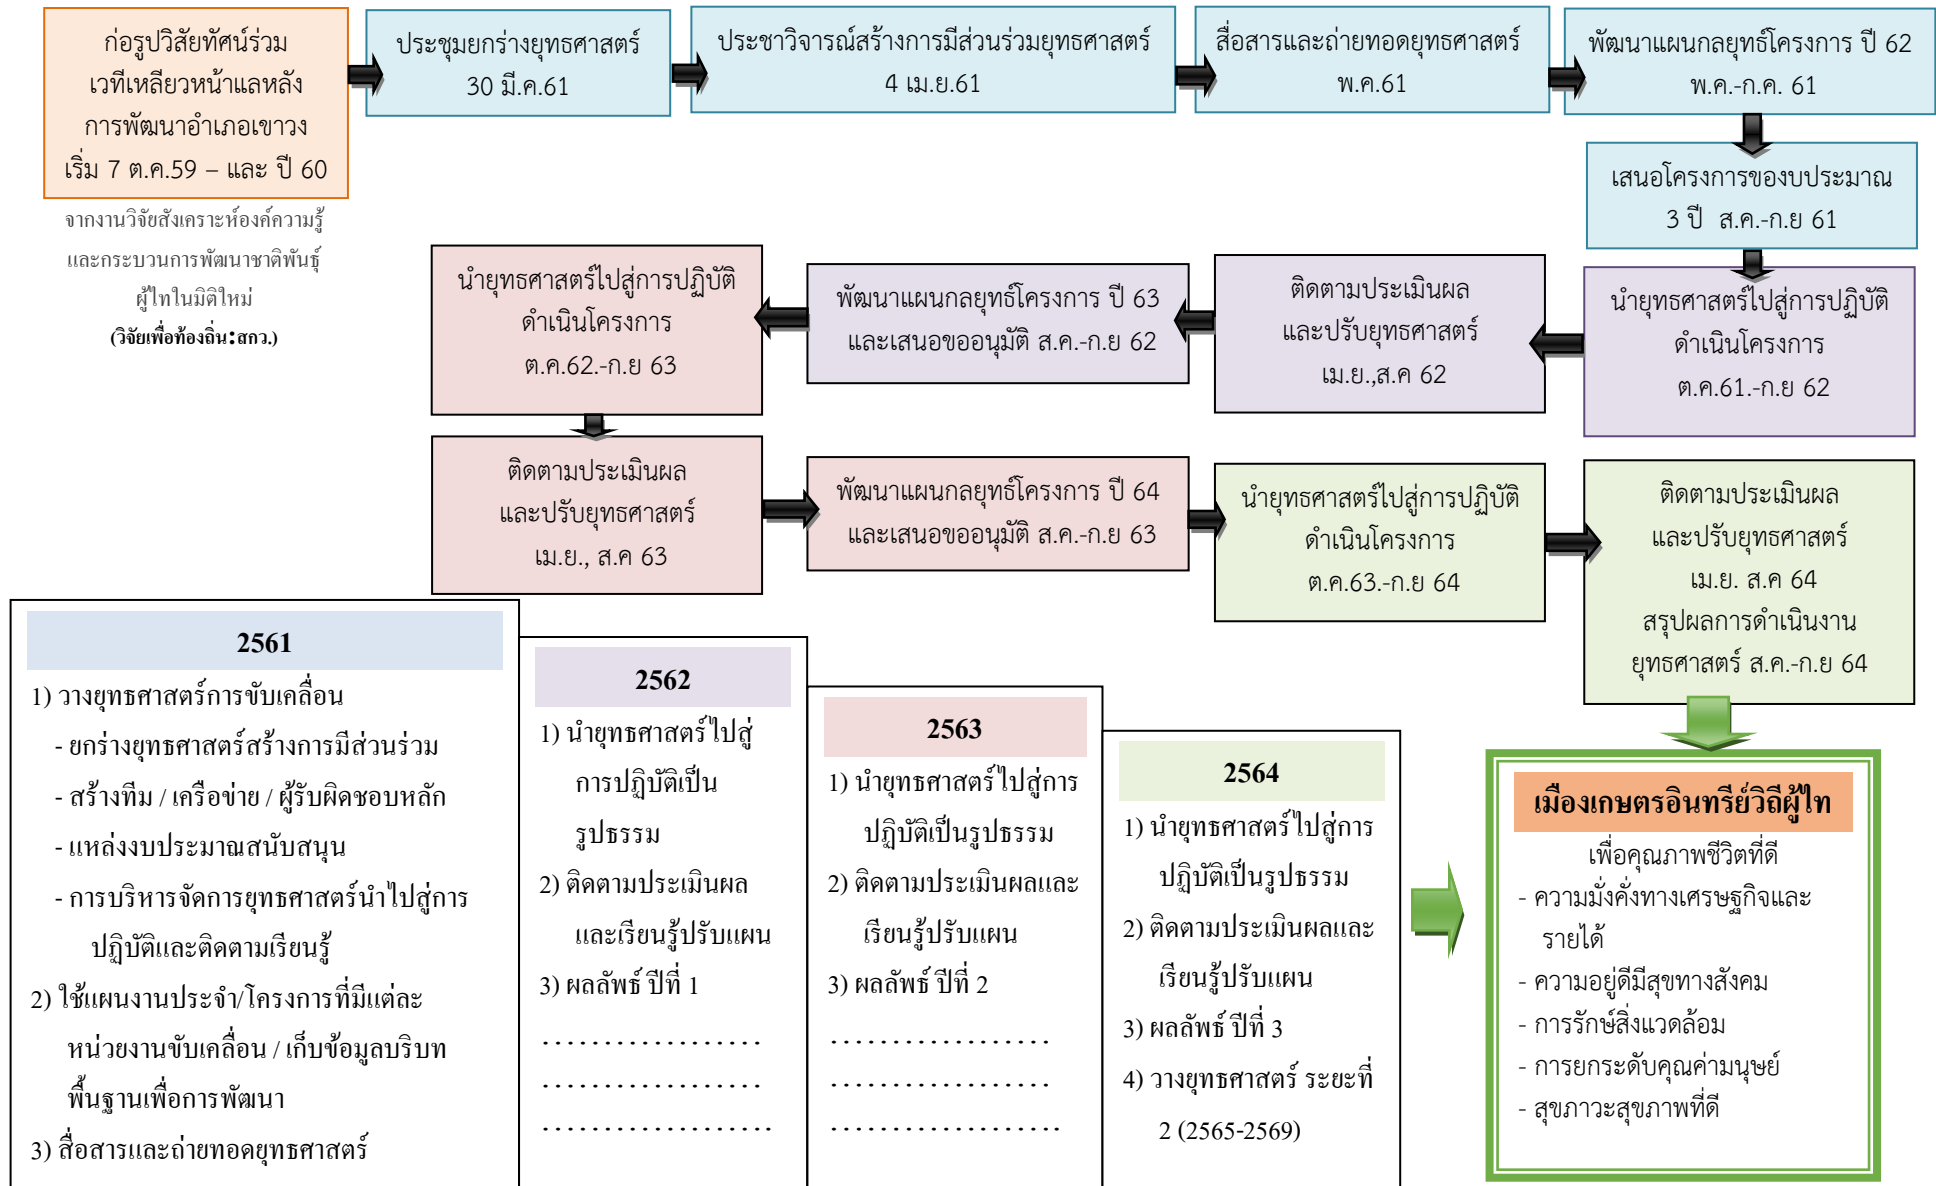 ก่อรูปวิสัยทัศน์ร่วม
เวทีเหลียวหน้าแลหลัง
การพัฒนาอำเภอเขาวง
เริ่ม 7 ต.ค.59 – และ ปี 60
จากงานวิจัยสังเคราะห์องค์ความรู้
และกระบวนการพัฒนาชาติพันธุ์
ผู้ไทในมิติใหม่
(วิจัยเพื่อท้องถิ่น:สกว.)
ประชุมยกร่างยุทธศาสตร์
30 มี.ค.61
ประชาวิจารณ์สร้างการมีส่วนร่วมยุทธศาสตร์
4 เม.ย.61
สื่อสารและถ่ายทอดยุทธศาสตร์
พ.ค.61
พัฒนาแผนกลยุทธ์โครงการ ปี 62
พ.ค.-ก.ค. 61
เสนอโครงการของบประมาณ
3 ปี ส.ค.-ก.ย 61
นำยุทธศาสตร์ไปสู่การปฏิบัติ
ดำเนินโครงการ
ต.ค.61.-ก.ย 62
ติดตามประเมินผล
และปรับยุทธศาสตร์
เม.ย.,ส.ค 62
พัฒนาแผนกลยุทธ์โครงการ ปี 63
และเสนอขออนุมัติ ส.ค.-ก.ย 62
นำยุทธศาสตร์ไปสู่การปฏิบัติ
ดำเนินโครงการ
ต.ค.62.-ก.ย 63
ติดตามประเมินผล
และปรับยุทธศาสตร์
เม.ย., ส.ค 63
พัฒนาแผนกลยุทธ์โครงการ ปี 64
และเสนอขออนุมัติ ส.ค.-ก.ย 63
นำยุทธศาสตร์ไปสู่การปฏิบัติ
ดำเนินโครงการ
ต.ค.63.-ก.ย 64
ติดตามประเมินผล
และปรับยุทธศาสตร์
เม.ย. ส.ค 64
สรุปผลการดำเนินงาน
ยุทธศาสตร์ ส.ค.-ก.ย 64
2561
1) วางยุทธศาสตร์การขับเคลื่อน
- ยกร่างยุทธศาสตร์สร้างการมีส่วนร่วม
- สร้างทีม / เครือข่าย / ผู้รับผิดชอบหลัก
- แหล่งงบประมาณสนับสนุน
- การบริหารจัดการยุทธศาสตร์นำไปสู่การ
ปฏิบัติและติดตามเรียนรู้
2) ใช้แผนงานประจำ/โครงการที่มีแต่ละ
หน่วยงานขับเคลื่อน / เก็บข้อมูลบริบท
พื้นฐานเพื่อการพัฒนา
3) สื่อสารและถ่ายทอดยุทธศาสตร์
2562
1) นำยุทธศาสตร์ไปสู่
การปฏิบัติเป็น
รูปธรรม
2) ติดตามประเมินผล
และเรียนรู้ปรับแผน
3) ผลลัพธ์ ปีที่ 1
..................
..................
...................
2563
1) นำยุทธศาสตร์ไปสู่การ
ปฏิบัติเป็นรูปธรรม
2) ติดตามประเมินผลและ
เรียนรู้ปรับแผน
3) ผลลัพธ์ ปีที่ 2
..................
..................
...................
2564
1) นำยุทธศาสตร์ไปสู่การ
ปฏิบัติเป็นรูปธรรม
2) ติดตามประเมินผลและ
เรียนรู้ปรับแผน
3) ผลลัพธ์ ปีที่ 3
4) วางยุทธศาสตร์ ระยะที่
2 (2565-2569)
เมืองเกษตรอินทรีย์วิถีผู้ไท
เพื่อคุณภาพชีวิตที่ดี
- ความมั่งคั่งทางเศรษฐกิจและ
รายได้
- ความอยู่ดีมีสุขทางสังคม
- การรักษ์สิ่งแวดล้อม
- การยกระดับคุณค่ามนุษย์
- สุขภาวะสุขภาพที่ดี